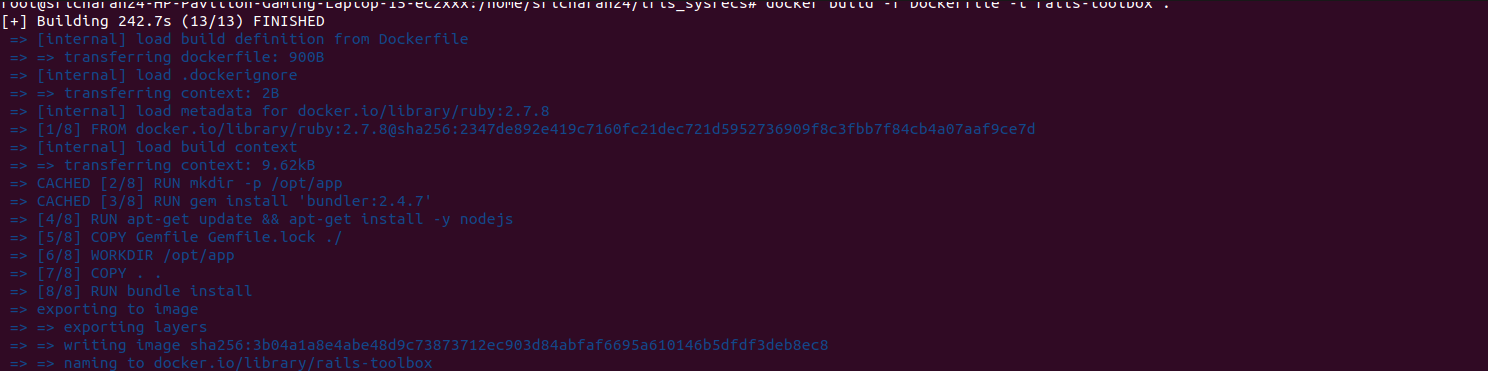 root@sricharan24-HP-Pavilion-Gaming-Laptop-15-ec2xxx:/home/sricharan24/iris_sysrecs# docker build -f Dockerfile -t rails-toolbox .
[+] Building 242.7s (13/13) FINISHED
=> [internal] load build definition from Dockerfile
=> => transferring dockerfile: 900B
=> [internal] load .dockerignore
=> => transferring context: 2B
=> [internal] load metadata for docker.io/library/ruby:2.7.8
=> [1/8] FROM docker.io/library/ruby:2.7.8@sha256:2347de892e419c7160fc21dec721d5952736909f8c3fbb7f84cb4a07aaf9ce7d
=> [internal] load build context
=> => transferring context: 9.62kB
=> CACHED [2/8] RUN mkdir -p /opt/app
=> CACHED [3/8] RUN gem install 'bundler:2.4.7'
=> [4/8] RUN apt-get update && apt-get install -y nodejs
=> [5/8] COPY Gemfile Gemfile.lock ./
=> [6/8] WORKDIR /opt/app
=> [7/8] COPY . .
=> [8/8] RUN bundle install
=> exporting to image
=> => exporting layers
=> => writing image sha256:3b04a1a8e4abe48d9c73873712ec903d84abfaf6695a610146b5dfdf3deb8ec8
=> => naming to docker.io/library/rails-toolbox